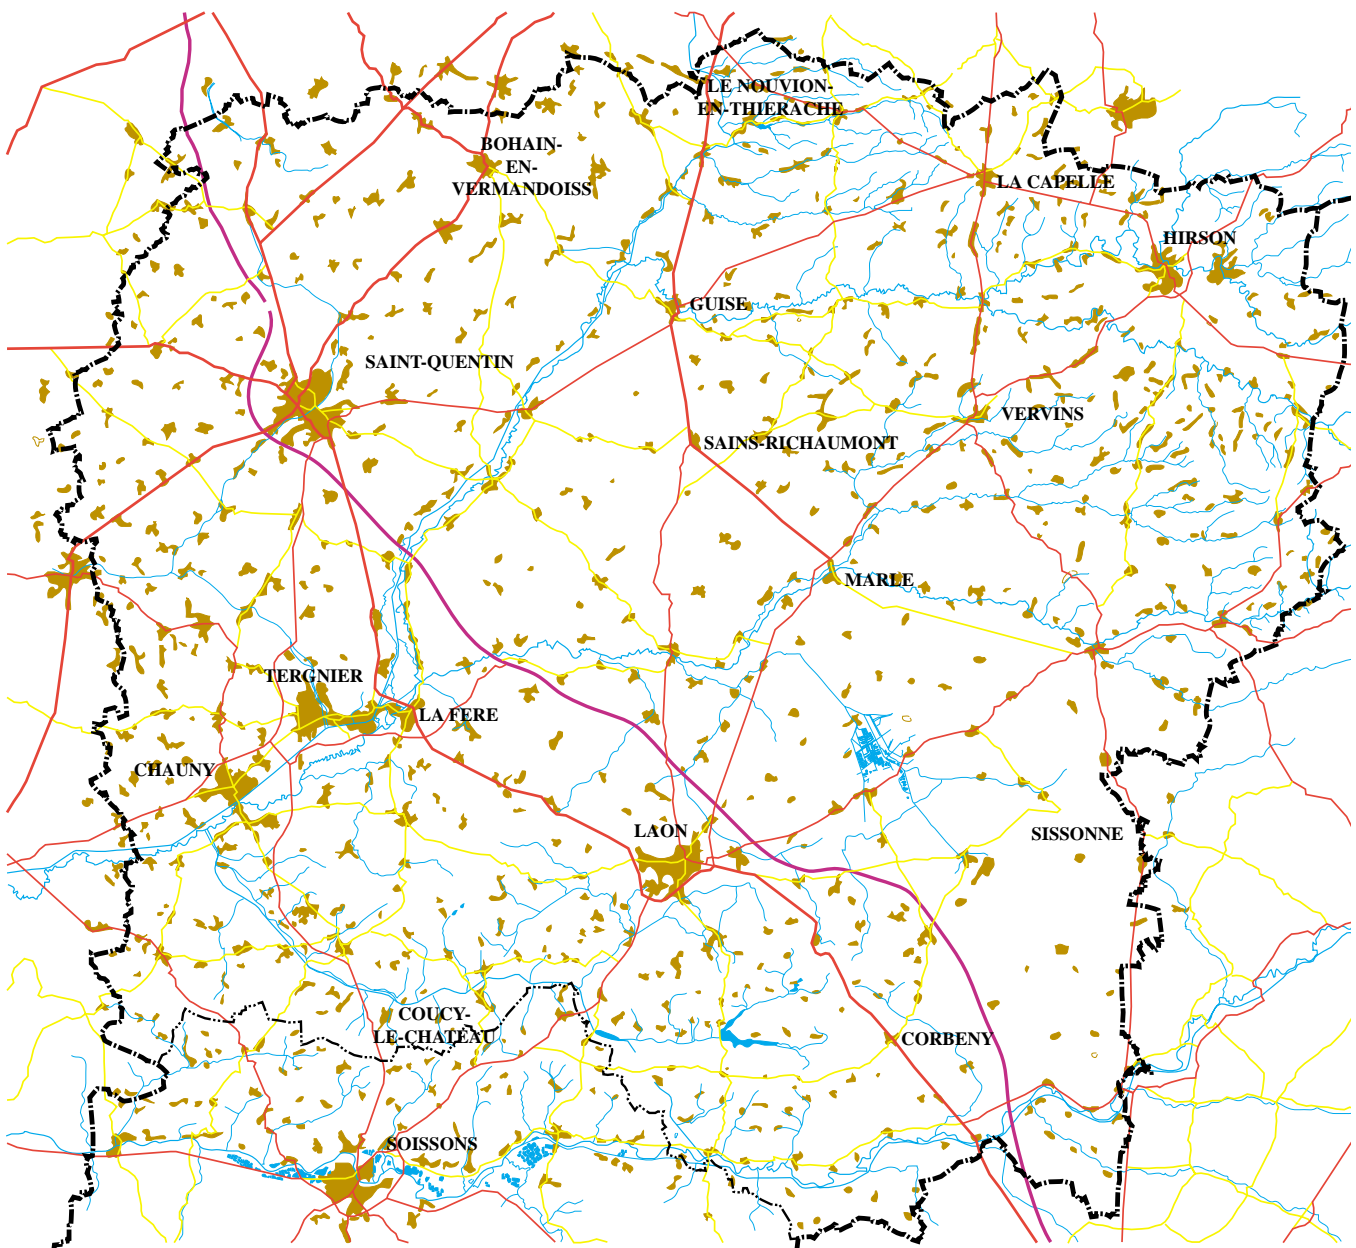 LE NOUVION-
EN-THIERACHE
BOHAIN-
EN-
VERMANDOISS
LA CAPELLE
HIRSON
GUISE
SAINT-QUENTIN
VERVINS
SAINS-RICHAUMONT
MARLE
TERGNIER
LA FERE
CHAUNY
LAON
SISSONNE
COUCY-
LE-CHATEAU
CORBENY
SOISSONS